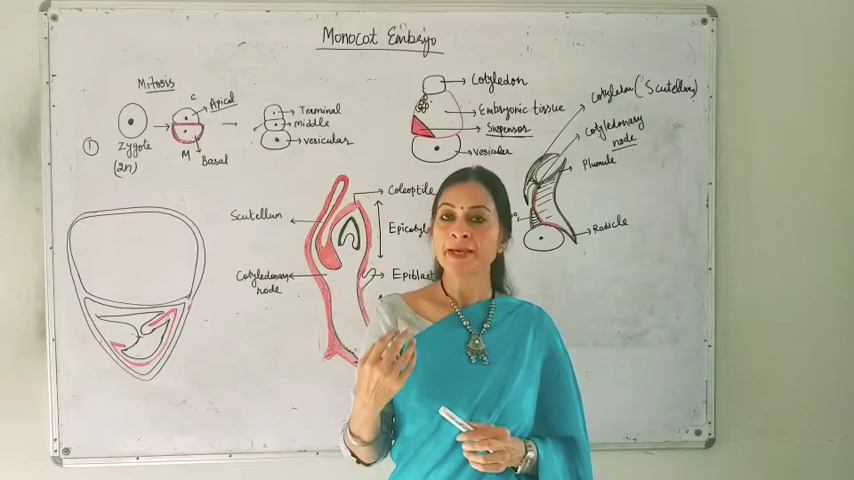 Monocot Embryo
Mitosis
C
Apical
①
Zygote
(2n)
M
Basal
Terminal
middle
vesicular
Cotyledon
Embryonic tissue
Suspensor
vesicular
Cotyledon (Scutellum)
Cotyledonary
node
Plumule
Radicle
Scutellum
Coleoptile
Epicotyle
Cotyledonary
node
Epiblast